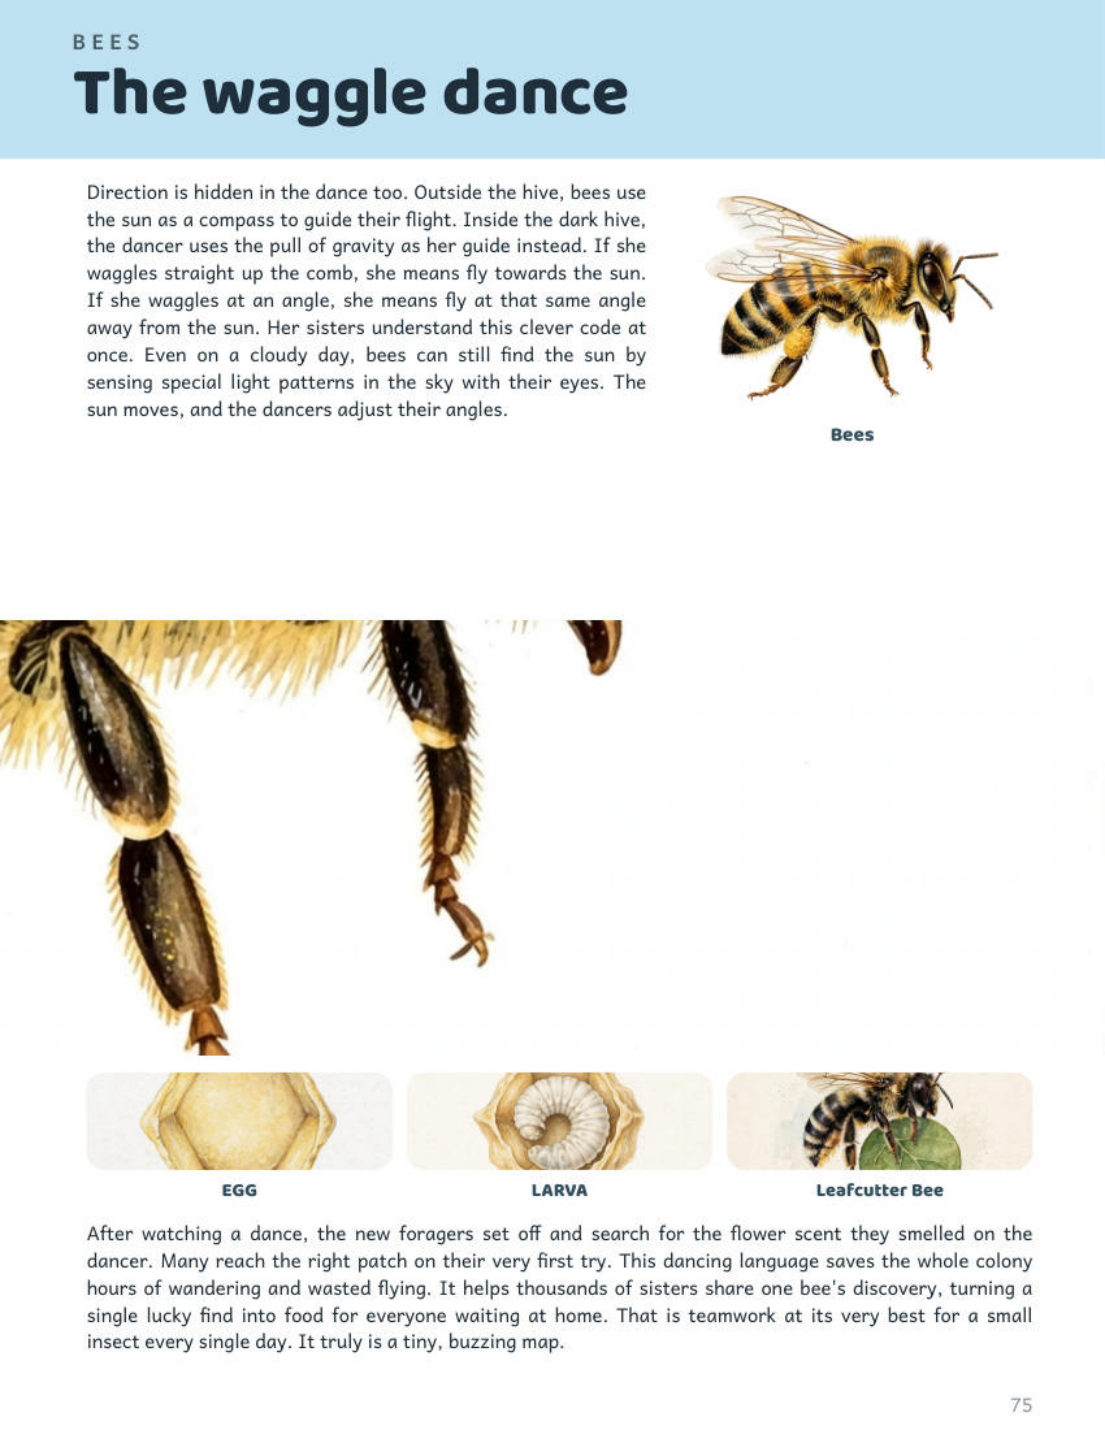 BEES
The waggle dance
Direction is hidden in the dance too. Outside the hive, bees use
the sun as a compass to guide their flight. Inside the dark hive,
the dancer uses the pull of gravity as her guide instead. If she
waggles straight up the comb, she means fly towards the sun.
If she waggles at an angle, she means fly at that same angle
away from the sun. Her sisters understand this clever code at
once. Even on a cloudy day, bees can still find the sun by
sensing special light patterns in the sky with their eyes. The
sun moves, and the dancers adjust their angles.
Bees
EGG
LARVA
Leafcutter Bee
After watching a dance, the new foragers set off and search for the flower scent they smelled on the
dancer. Many reach the right patch on their very first try. This dancing language saves the whole colony
hours of wandering and wasted flying. It helps thousands of sisters share one bee's discovery, turning a
single lucky find into food for everyone waiting at home. That is teamwork at its very best for a small
insect every single day. It truly is a tiny, buzzing map.
75